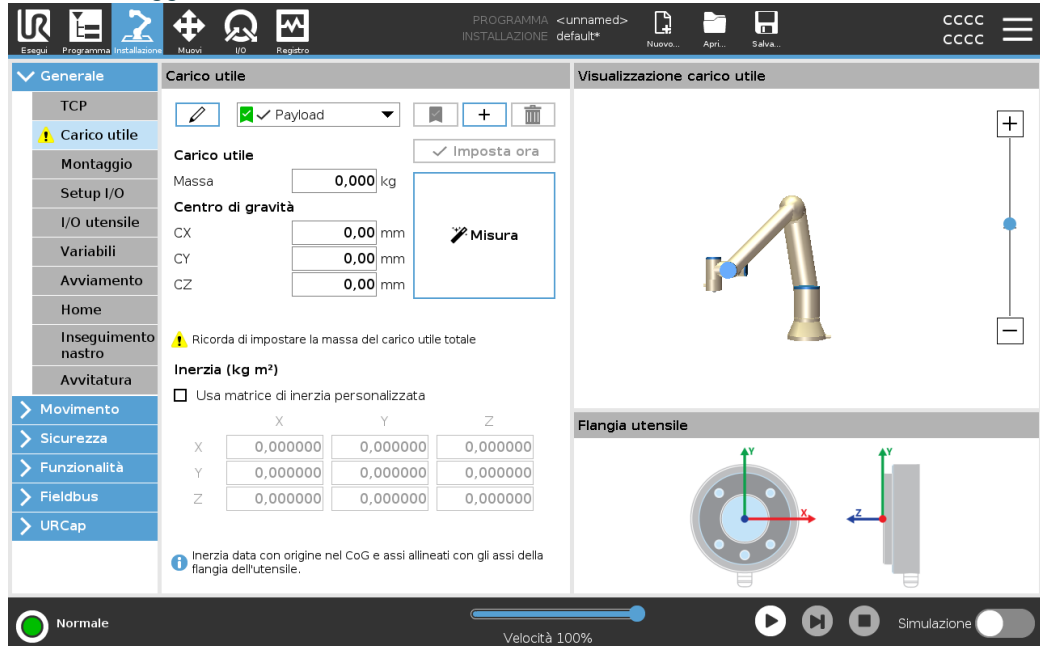 PROGRAMMA <unnamed>
INSTALLAZIONE default*
cccc
cccc
Esegui Programma Installazione Muovi I/O Registro Nuovo... Apri... Salva...
Generale
TCP
Carico utile
Montaggio
Setup I/O
I/O utensile
Variabili
Avviamento
Home
Inseguimento
nastro
Avvitatura
Movimento
Sicurezza
Funzionalità
Fieldbus
URCap
Carico utile
Payload
+
Imposta ora
Carico utile
Massa 0,000 kg
Centro di gravità
CX 0,00 mm
CY 0,00 mm
CZ 0,00 mm
Misura
Ricorda di impostare la massa del carico utile totale
Inerzia (kg m²)
Usa matrice di inerzia personalizzata
X Y Z
X 0,000000 0,000000 0,000000
Y 0,000000 0,000000 0,000000
Z 0,000000 0,000000 0,000000
Inerzia data con origine nel CoG e assi allineati con gli assi della
flangia dell'utensile.
Visualizzazione carico utile
Flangia utensile
Y Y
X Z
Normale
Velocità 100%
Simulazione